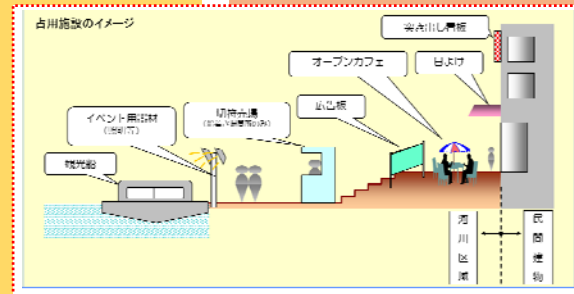 占用施設のイメージ
突き出し看板
オープンカフェ
日よけ
広告板
イベント用器材
観光船
河川区域
民間建物